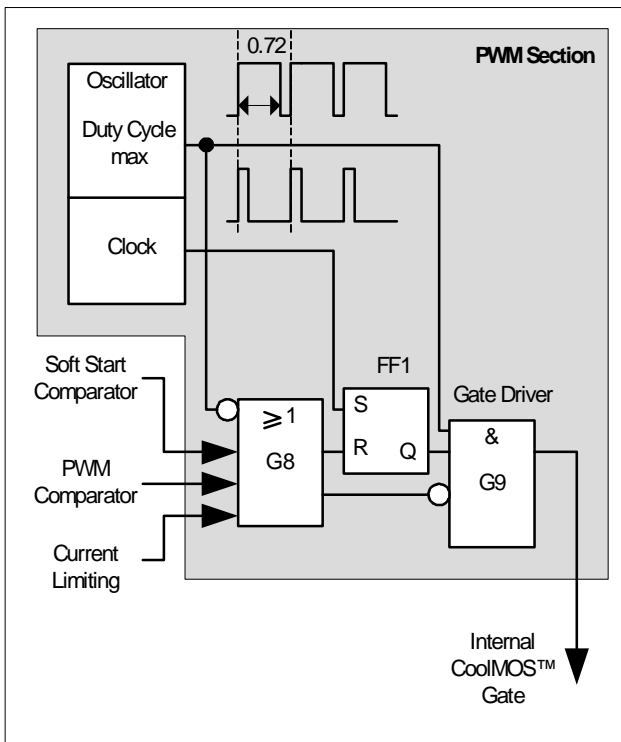 0.72
PWM Section
Oscillator
Duty Cycle
max
Clock
Soft Start
Comparator
PWM
Comparator
Current
Limiting
≥1
G8
FF1
S
R
Q
Gate Driver
&
G9
Internal
CoolMOS™
Gate